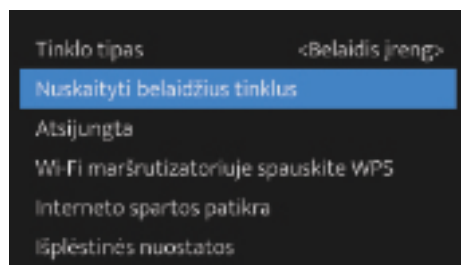 Tinklo tipas <Belaidis įreng>
Nuskaityti belaidžius tinklus
Atsijungta
Wi-Fi maršrutizatoriuje spauskite WPS
Interneto spartos patikra
Išplėstinės nuostatos